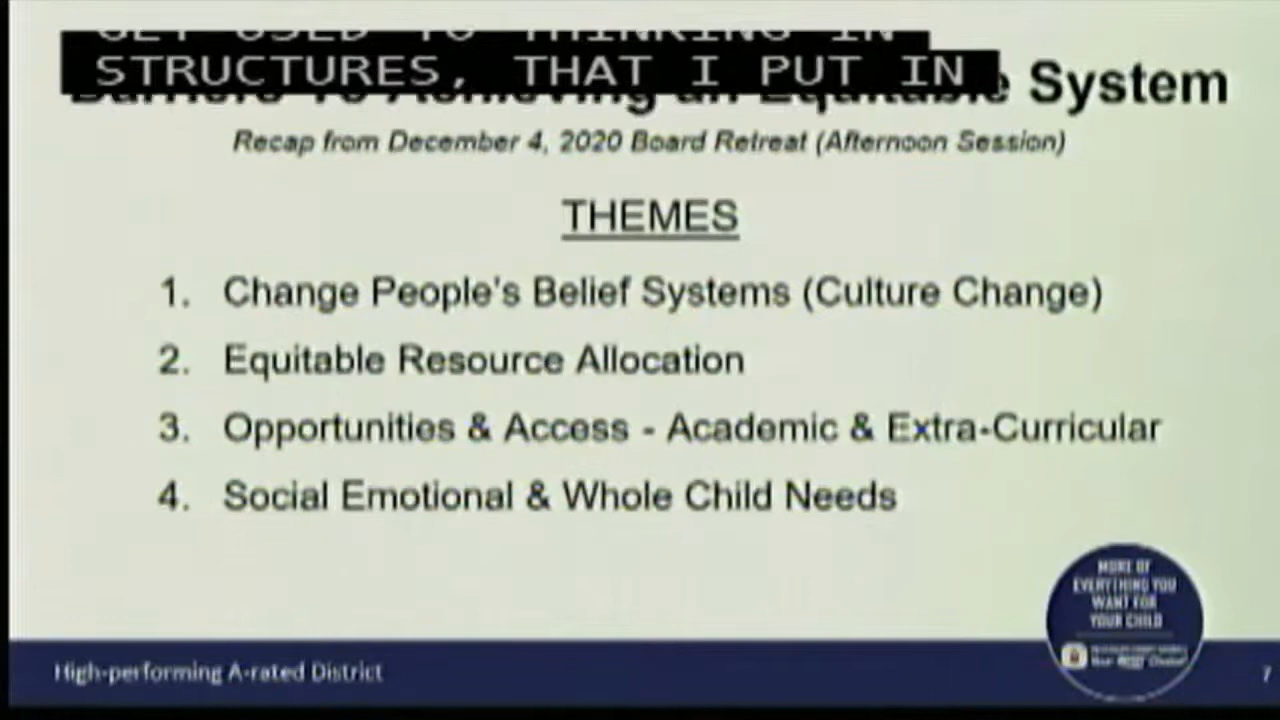 GET USED TO THINKING IN
STRUCTURES, THAT I PUT IN
Barriers To Achieving an Equitable System
Recap from December 4, 2020 Board Retreat (Afternoon Session)
THEMES
1. Change People's Belief Systems (Culture Change)
2. Equitable Resource Allocation
3. Opportunities & Access - Academic & Extra-Curricular
4. Social Emotional & Whole Child Needs
MORE OF
EVERYTHING YOU
WANT FOR
YOUR CHILD
Your Choice!
High-performing A-rated District
7